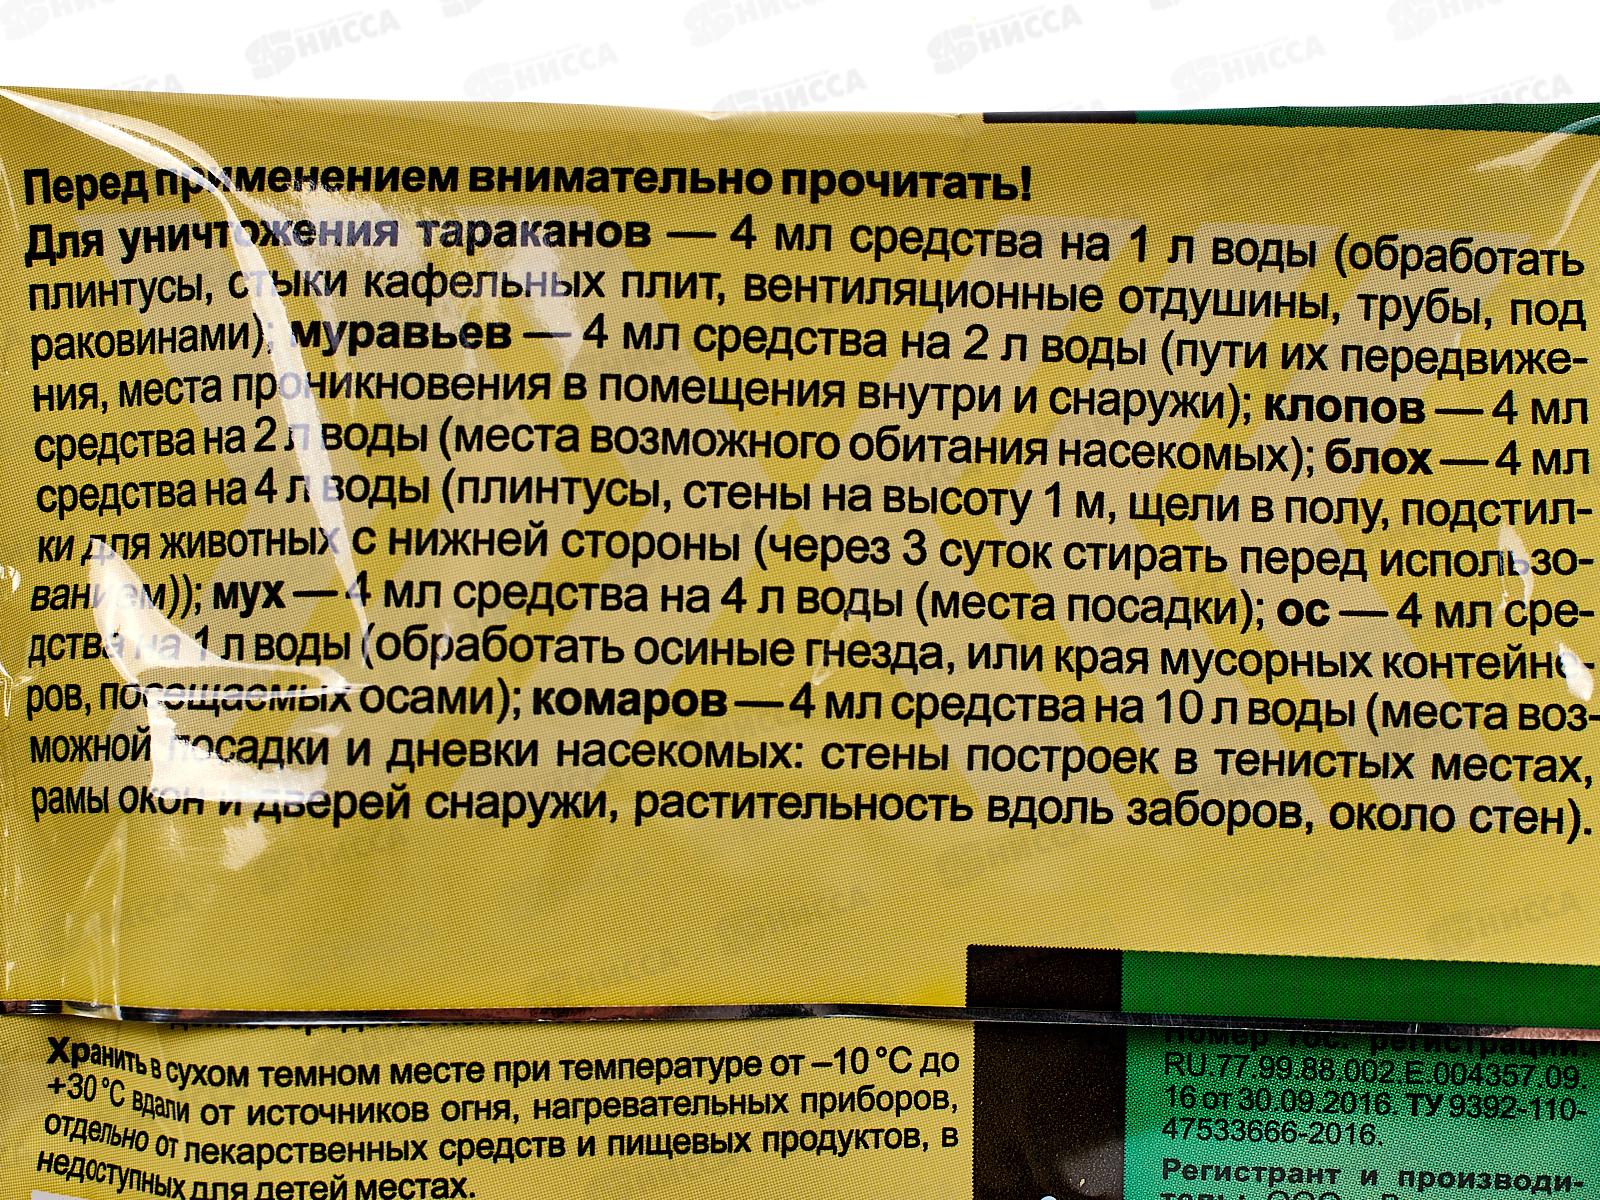 Перед применением внимательно прочитать!
Для уничтожения тараканов — 4 мл средства на 1 л воды (обработать
плинтусы, стыки кафельных плит, вентиляционные отдушины, трубы, под
раковинами); муравьев — 4 мл средства на 2 л воды (пути их передвиже-
ния, места проникновения в помещения внутри и снаружи); клопов — 4 мл
средства на 2 л воды (места возможного обитания насекомых); блох — 4 мл
средства на 4 л воды (плинтусы, стены на высоту 1 м, щели в полу, подстил-
ки для животных с нижней стороны (через 3 суток стирать перед использо-
ванием)); мух — 4 мл средства на 4 л воды (места посадки); ос — 4 мл сре-
дства на 1 л воды (обработать осиные гнезда, или края мусорных контейне-
ров, посещаемых осами); комаров — 4 мл средства на 10 л воды (места воз-
можной посадки и дневки насекомых: стены построек в тенистых местах,
рамы окон и дверей снаружи, растительность вдоль заборов, около стен).
Хранить в сухом темном месте при температуре от –10 °С до
+30 °С вдали от источников огня, нагревательных приборов,
отдельно от лекарственных средств и пищевых продуктов, в
недоступных для детей местах.
Номер гос. регистрации:
RU.77.99.88.002.Е.004357.09.
16 от 30.09.2016. ТУ 9392-110-
47533666-2016.
Регистрант и производи-